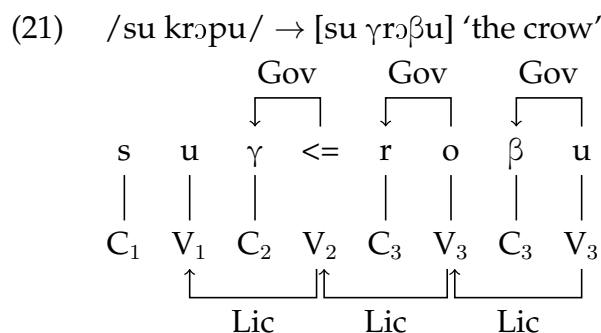 (21) /su krɔpu/ → [su ɣrɔβu] ‘the crow’
Gov Gov Gov
s u ɣ <= r o β u
C₁ V₁ C₂ V₂ C₃ V₃ C₃ V₃
Lic Lic Lic